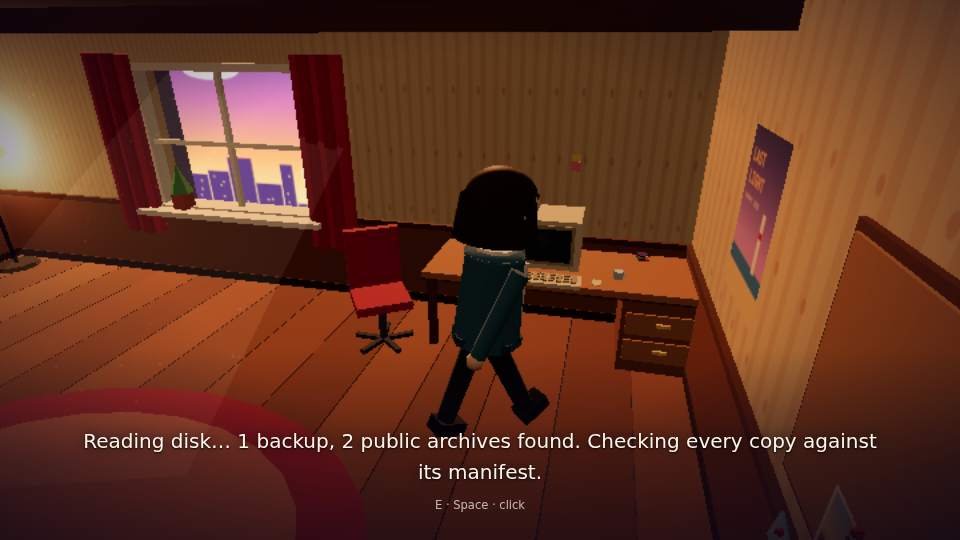 LAST
LIGHT
Reading disk... 1 backup, 2 public archives found. Checking every copy against
its manifest.
E · Space · click